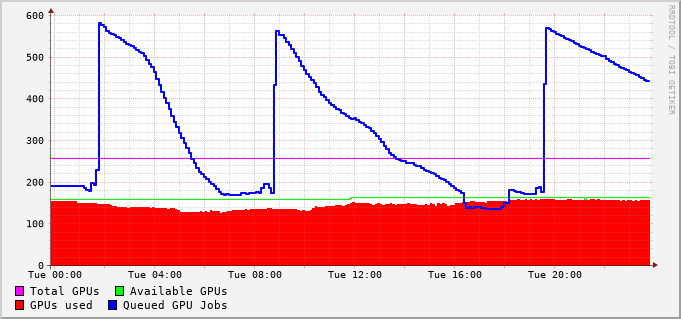 600
500
400
300
200
100
0
Tue 00:00 Tue 04:00 Tue 08:00 Tue 12:00 Tue 16:00 Tue 20:00
Total GPUs Available GPUs
GPUs used Queued GPU Jobs
RRDTOOL / TOBI OETIKER